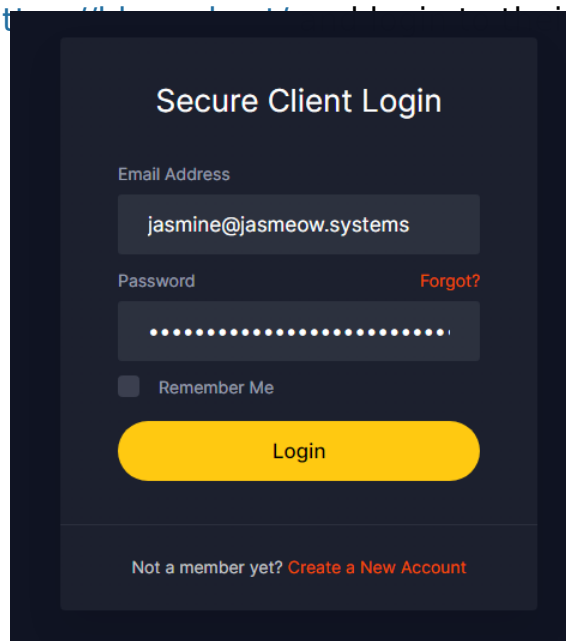 Secure Client Login
Email Address
jasmine@jasmeow.systems
Password Forgot?
••••••••••••••••••••••••••
Remember Me
Login
Not a member yet? Create a New Account